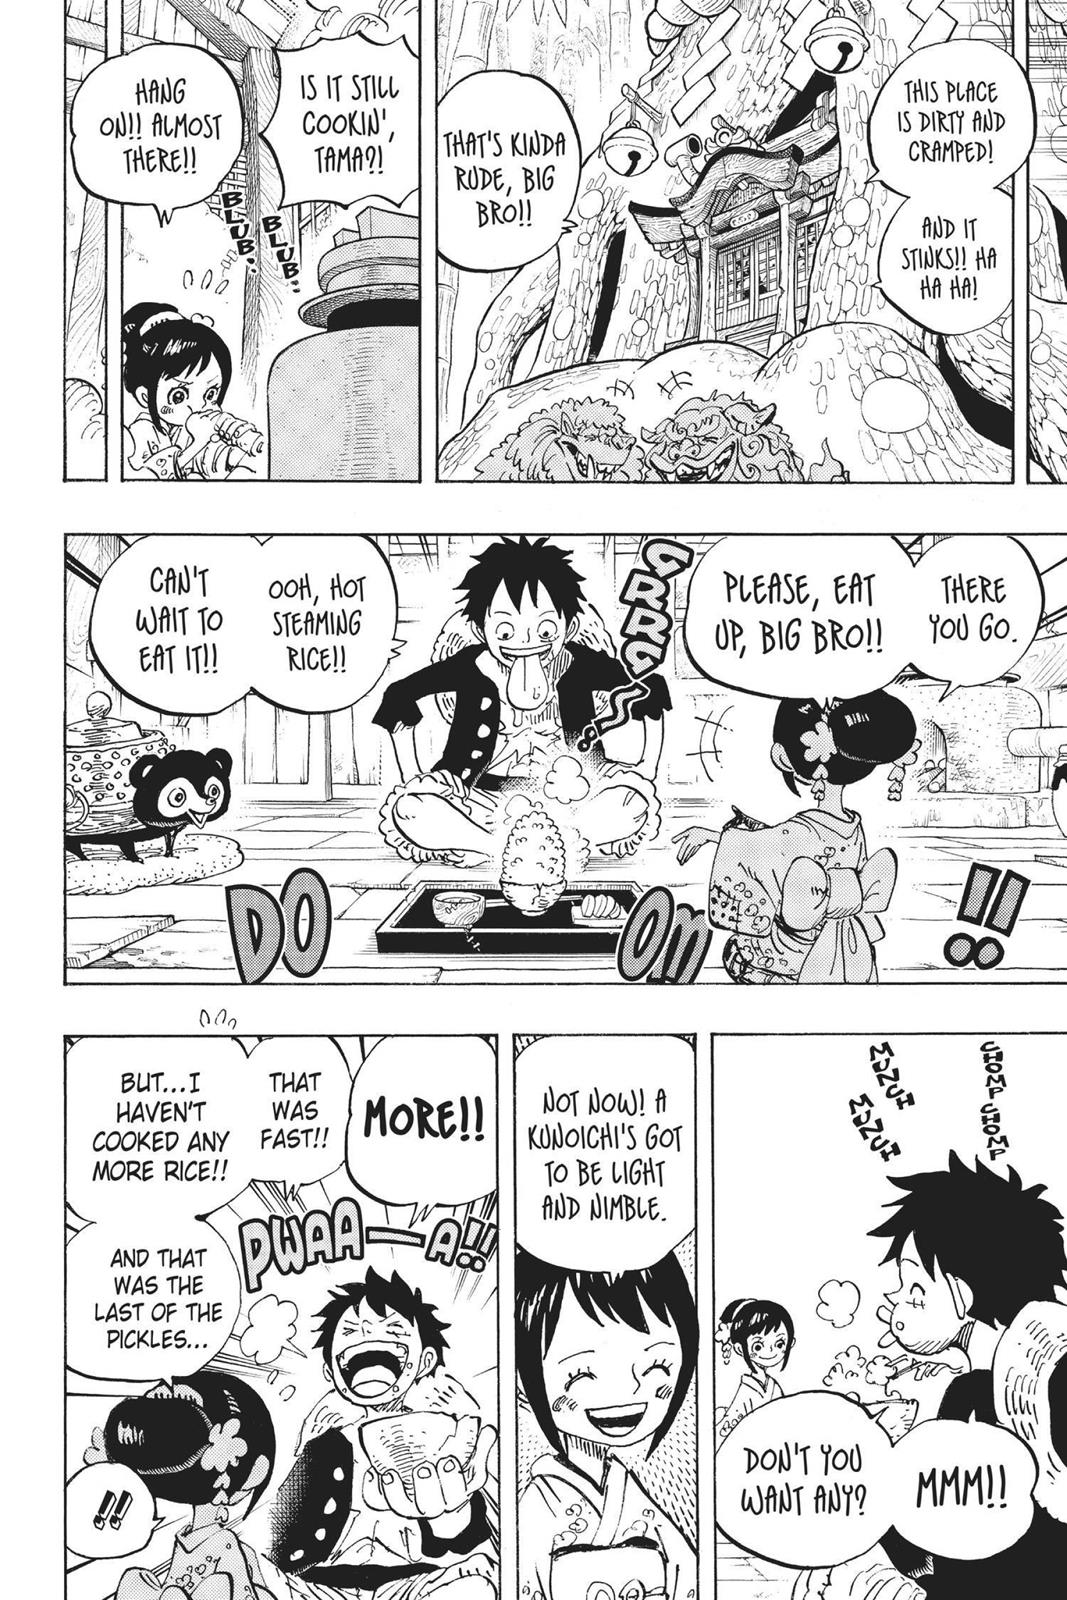 THIS PLACE
IS DIRTY AND
CRAMPED!
AND IT
STINKS!! HA
HA HA!
THAT'S KINDA
RUDE, BIG
BRO!!
IS IT STILL
COOKIN',
TAMA?!
HANG
ON!! ALMOST
THERE!!
BLUB..
BLUB..
THERE
YOU GO.
PLEASE, EAT
UP, BIG BRO!!
GRRG
OOH, HOT
STEAMING
RICE!!
CAN'T
WAIT TO
EAT IT!!
DO OM !!
CHOMP CHOMP
MUNCH
MUNCH
MMM!!
DON'T YOU
WANT ANY?
NOT NOW! A
KUNOICHI'S GOT
TO BE LIGHT
AND NIMBLE.
MORE!!
PWAA—A!!
THAT
WAS
FAST!!
BUT...I
HAVEN'T
COOKED ANY
MORE RICE!!
AND THAT
WAS THE
LAST OF THE
PICKLES...
!!